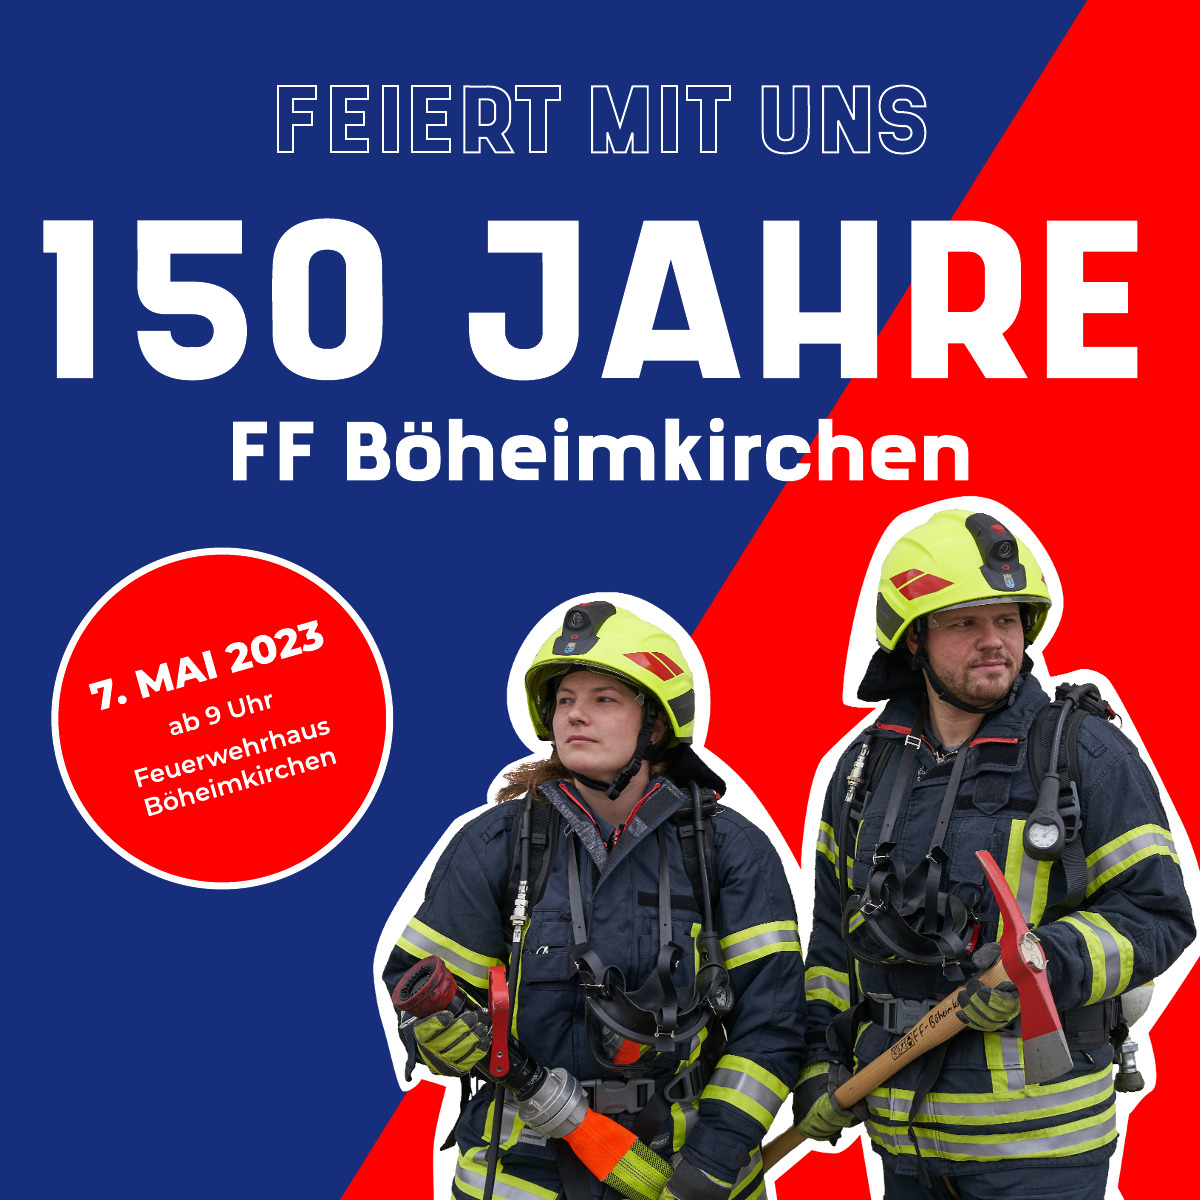 FEIERT MIT UNS
150 JAHRE
FF Böheimkirchen
7. MAI 2023
ab 9 Uhr
Feuerwehrhaus
Böheimkirchen